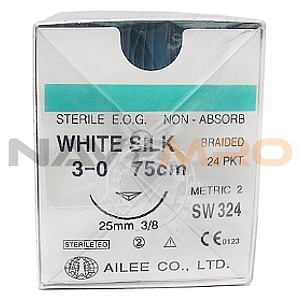 STERILE E.O.G. NON-ABSORB
WHITE SILK BRAIDED
24 PKT
3-0 75cm
METRIC 2
25mm 3/8 SW 324
STERILE EO 2 CE 0123
AILEE CO., LTD.